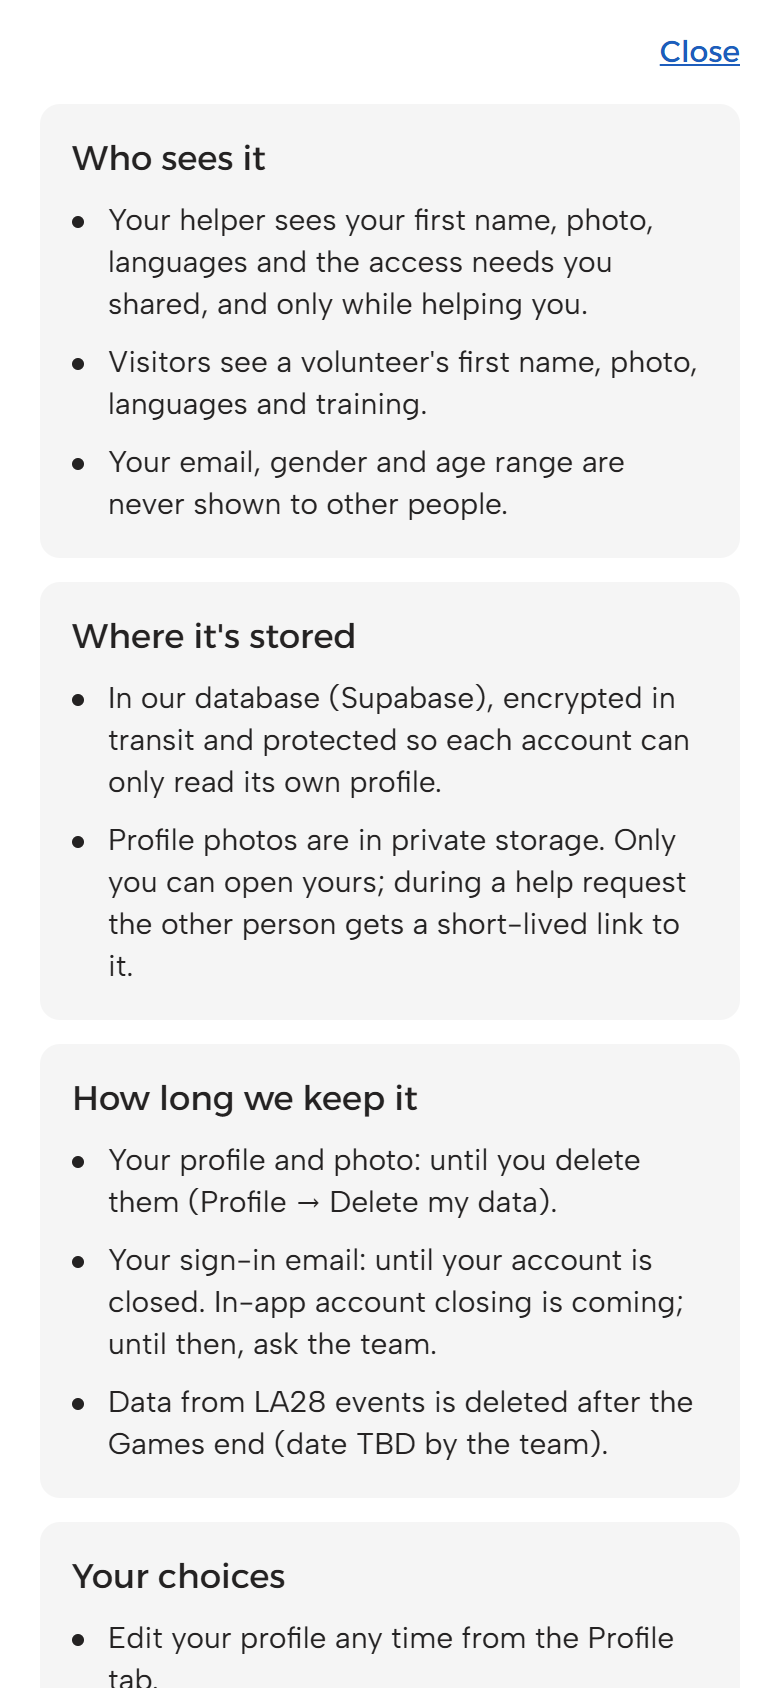 Close
Who sees it
● Your helper sees your first name, photo,
languages and the access needs you
shared, and only while helping you.
● Visitors see a volunteer's first name, photo,
languages and training.
● Your email, gender and age range are
never shown to other people.
Where it's stored
● In our database (Supabase), encrypted in
transit and protected so each account can
only read its own profile.
● Profile photos are in private storage. Only
you can open yours; during a help request
the other person gets a short-lived link to
it.
How long we keep it
● Your profile and photo: until you delete
them (Profile → Delete my data).
● Your sign-in email: until your account is
closed. In-app account closing is coming;
until then, ask the team.
● Data from LA28 events is deleted after the
Games end (date TBD by the team).
Your choices
● Edit your profile any time from the Profile
tab.